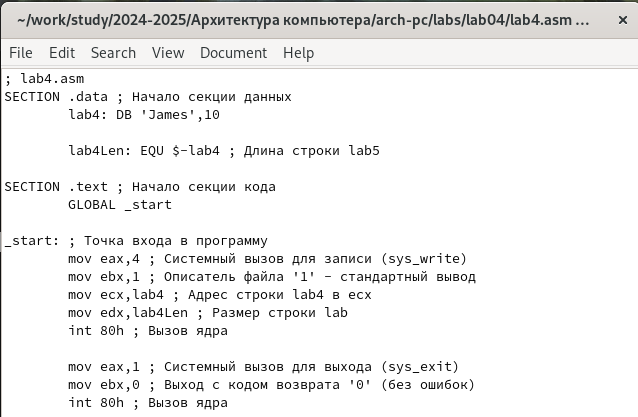 ~/work/study/2024-2025/Архитектура компьютера/arch-pc/labs/lab04/lab4.asm ...
File Edit Search View Document Help
; lab4.asm
SECTION .data ; Начало секции данных
lab4: DB 'James',10
lab4Len: EQU $-lab4 ; Длина строки lab5
SECTION .text ; Начало секции кода
GLOBAL _start
_start: ; Точка входа в программу
mov eax,4 ; Системный вызов для записи (sys_write)
mov ebx,1 ; Описатель файла '1' - стандартный вывод
mov ecx,lab4 ; Адрес строки lab4 в ecx
mov edx,lab4Len ; Размер строки lab
int 80h ; Вызов ядра
mov eax,1 ; Системный вызов для выхода (sys_exit)
mov ebx,0 ; Выход с кодом возврата '0' (без ошибок)
int 80h ; Вызов ядра